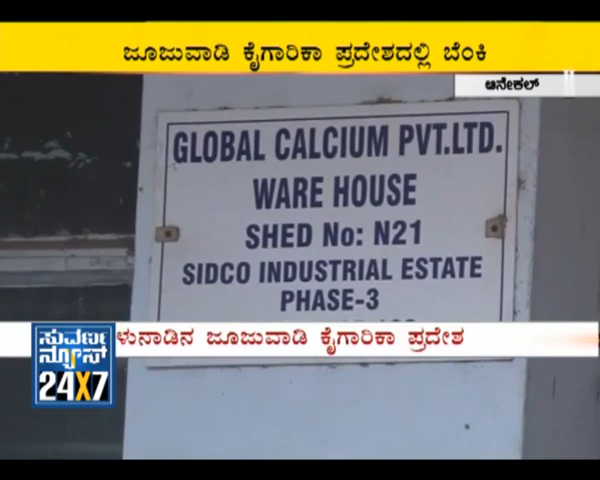 ಜೂಜುವಾಡಿ ಕೈಗಾರಿಕಾ ಪ್ರದೇಶದಲ್ಲಿ ಬೆಂಕಿ
ಆನೇಕಲ್
GLOBAL CALCIUM PVT.LTD.
WARE HOUSE
SHED No: N21
SIDCO INDUSTRIAL ESTATE
PHASE-3
ಸುವರ್ಣ
ನ್ಯೂಸ್
24X7
ಳುನಾಡಿನ ಜೂಜುವಾಡಿ ಕೈಗಾರಿಕಾ ಪ್ರದೇಶ